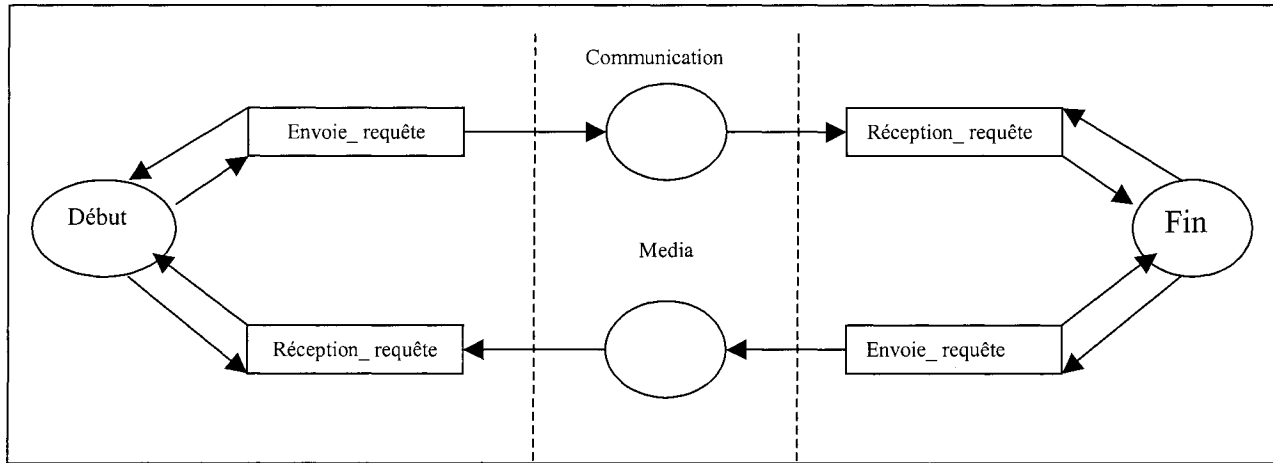 Communication
Envoie_ requête
Réception_ requête
Début
Fin
Media
Réception_ requête
Envoie_ requête